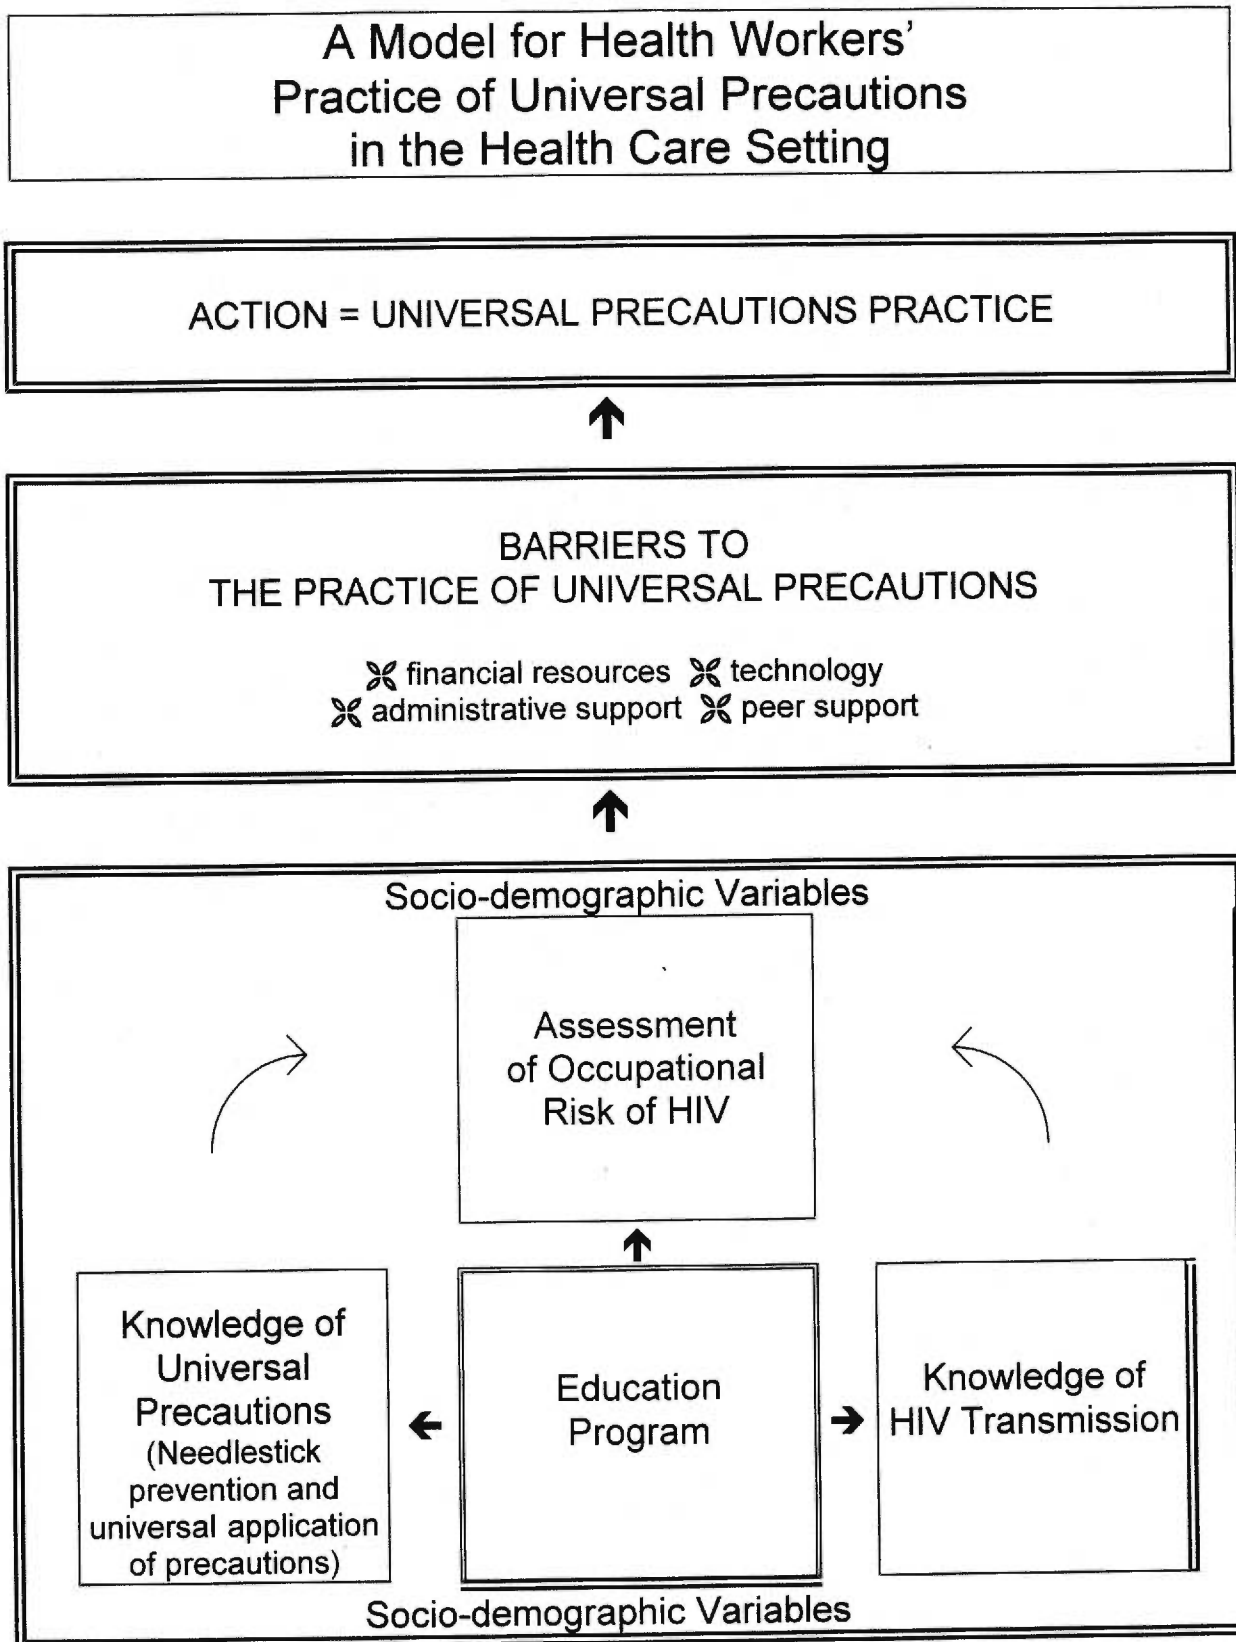 A Model for Health Workers’
Practice of Universal Precautions
in the Health Care Setting
ACTION = UNIVERSAL PRECAUTIONS PRACTICE
BARRIERS TO
THE PRACTICE OF UNIVERSAL PRECAUTIONS
financial resources technology
administrative support peer support
Socio-demographic Variables
Assessment
of Occupational
Risk of HIV
Knowledge of
Universal
Precautions
(Needlestick
prevention and
universal application
of precautions)
Education
Program
Knowledge of
HIV Transmission
Socio-demographic Variables